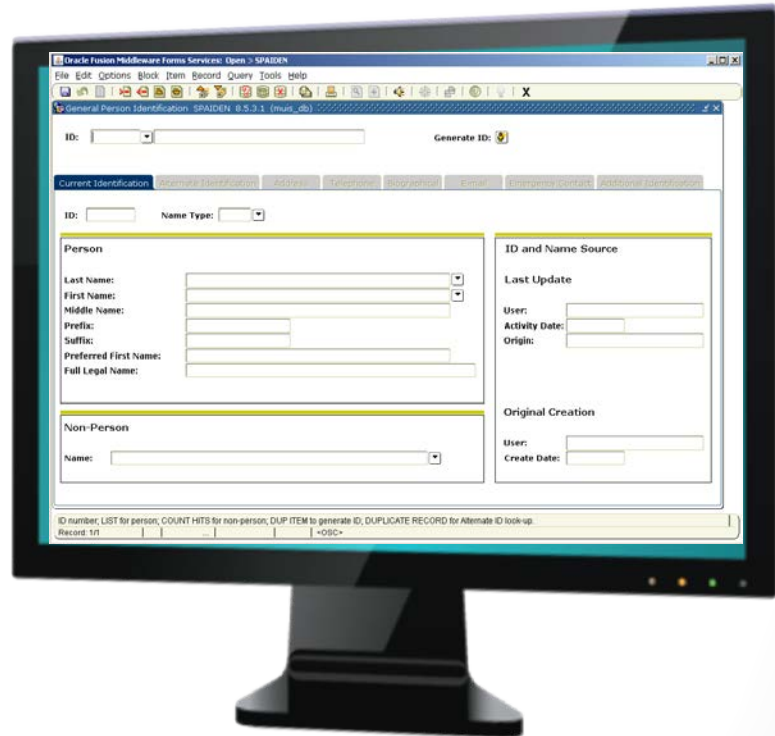 Oracle Fusion Middleware Forms Services: Open > SPAIDEN
File Edit Options Block Item Record Query Tools Help
General Person Identification SPAIDEN 8.5.3.1 (muis_db)
ID: Generate ID:
Current Identification Alternate Identification Address Telephone Biographical E-mail Emergency Contact Additional Identification
ID: Name Type:
Person
ID and Name Source
Last Name:
Last Update
First Name:
Middle Name:
User:
Prefix:
Activity Date:
Suffix:
Origin:
Preferred First Name:
Full Legal Name:
Original Creation
Non-Person
User:
Name:
Create Date:
ID number; LIST for person; COUNT HITS for non-person; DUP ITEM to generate ID; DUPLICATE RECORD for Alternate ID look-up.
Record: 1/1 ... <OSC>